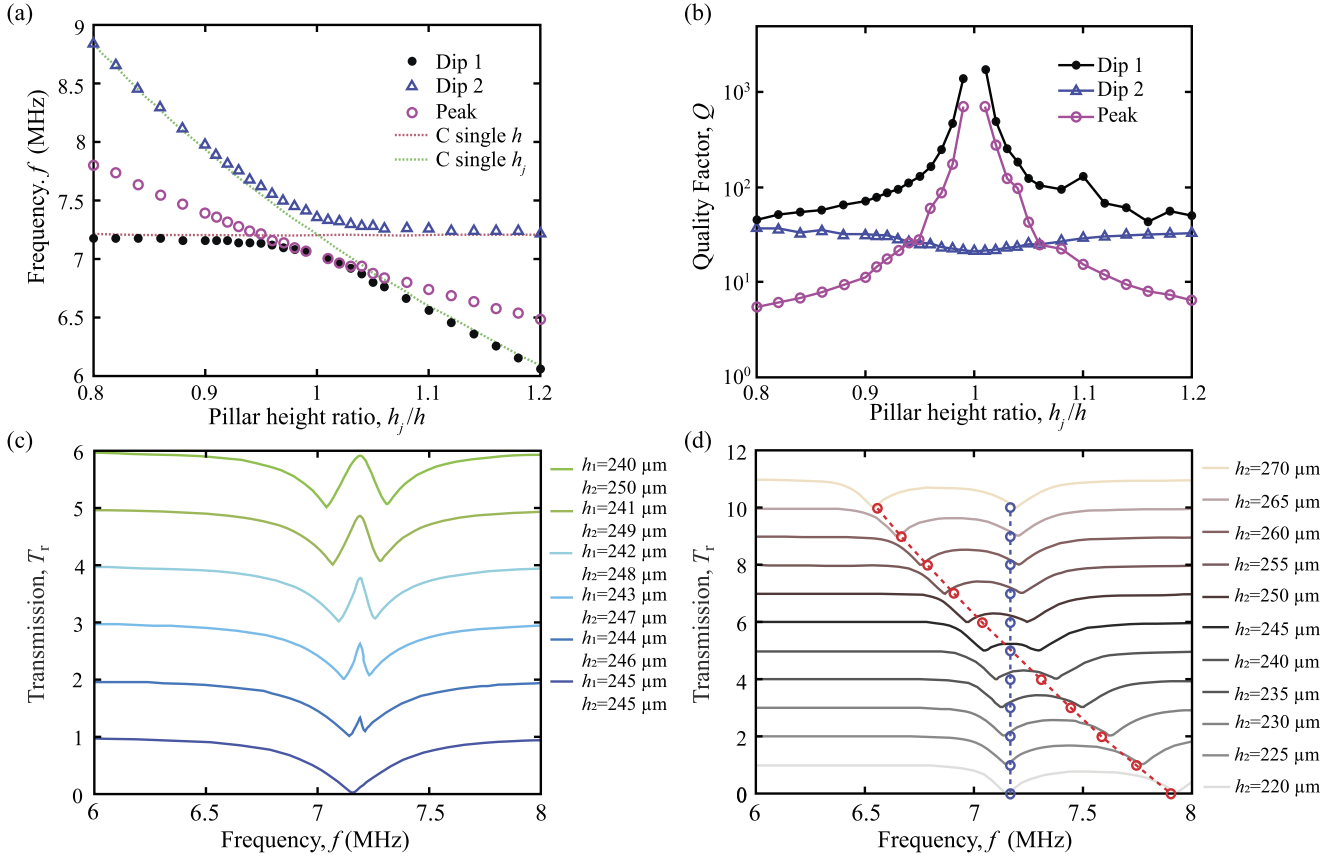 (a)
9
8.5
8
7.5
7
6.5
6
0.8
0.9
1
1.1
1.2
Frequency. f (MHz)
Pillar height ratio, hj/h
Dip 1
Dip 2
Peak
C single h
C single hj
(b)
10³
10²
10¹
10⁰
0.8
0.9
1.0
1.1
1.2
Quality Factor, Q
Pillar height ratio, hj/h
Dip 1
Dip 2
Peak
(c)
6
5
4
3
2
1
0
6
6.5
7
7.5
8
Transmission, Tr
Frequency, f (MHz)
h₁=240 µm
h₂=250 µm
h₁=241 µm
h₂=249 µm
h₁=242 µm
h₂=248 µm
h₁=243 µm
h₂=247 µm
h₁=244 µm
h₂=246 µm
h₁=245 µm
h₂=245 µm
(d)
12
10
8
6
4
2
0
6
6.5
7
7.5
8
Transmission, Tr
Frequency, f (MHz)
h₂=270 µm
h₂=265 µm
h₂=260 µm
h₂=255 µm
h₂=250 µm
h₂=245 µm
h₂=240 µm
h₂=235 µm
h₂=230 µm
h₂=225 µm
h₂=220 µm